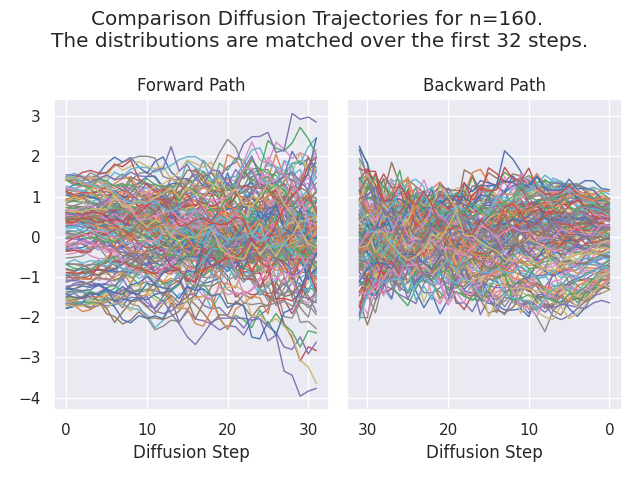 Comparison Diffusion Trajectories for n=160.
The distributions are matched over the first 32 steps.
Forward Path
Backward Path
3
2
1
0
−1
−2
−3
−4
0 10 20 30
30 20 10 0
Diffusion Step
Diffusion Step